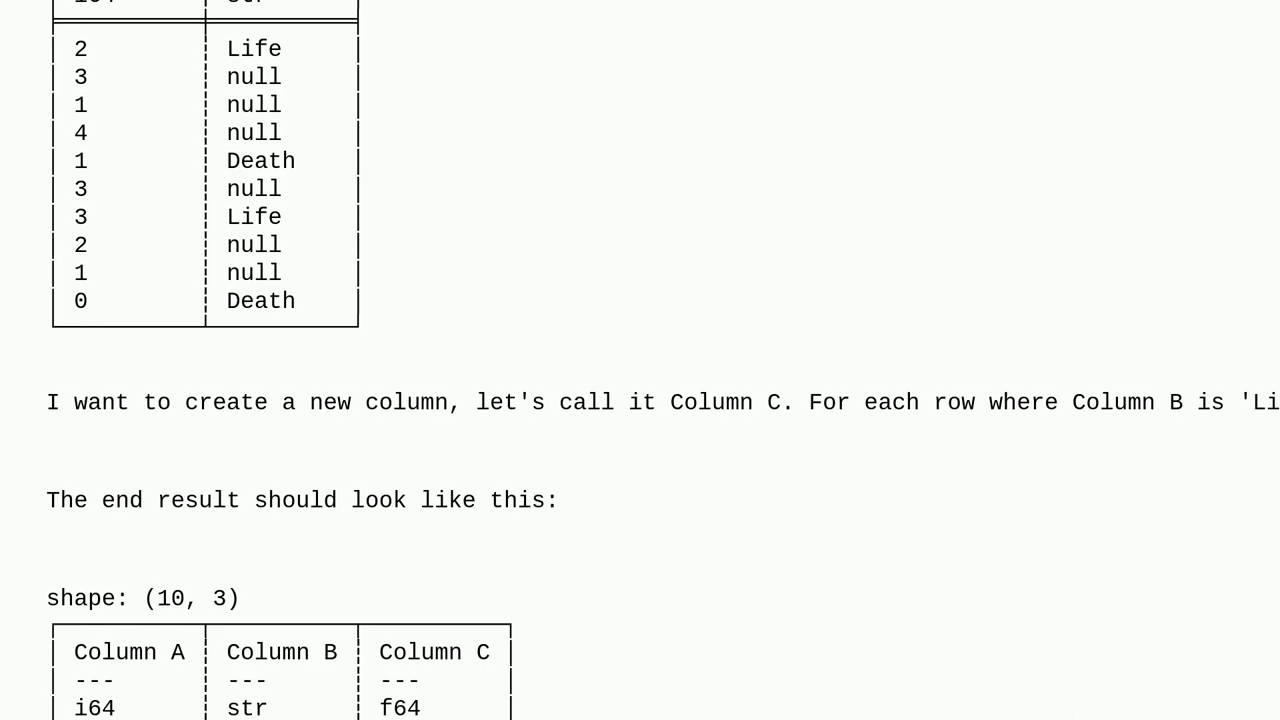 2 Life
3 null
1 null
4 null
1 Death
3 null
3 Life
2 null
1 null
0 Death
I want to create a new column, let's call it Column C. For each row where Column B is 'Li
The end result should look like this:
shape: (10, 3)
Column A Column B Column C
--- --- ---
i64 str f64